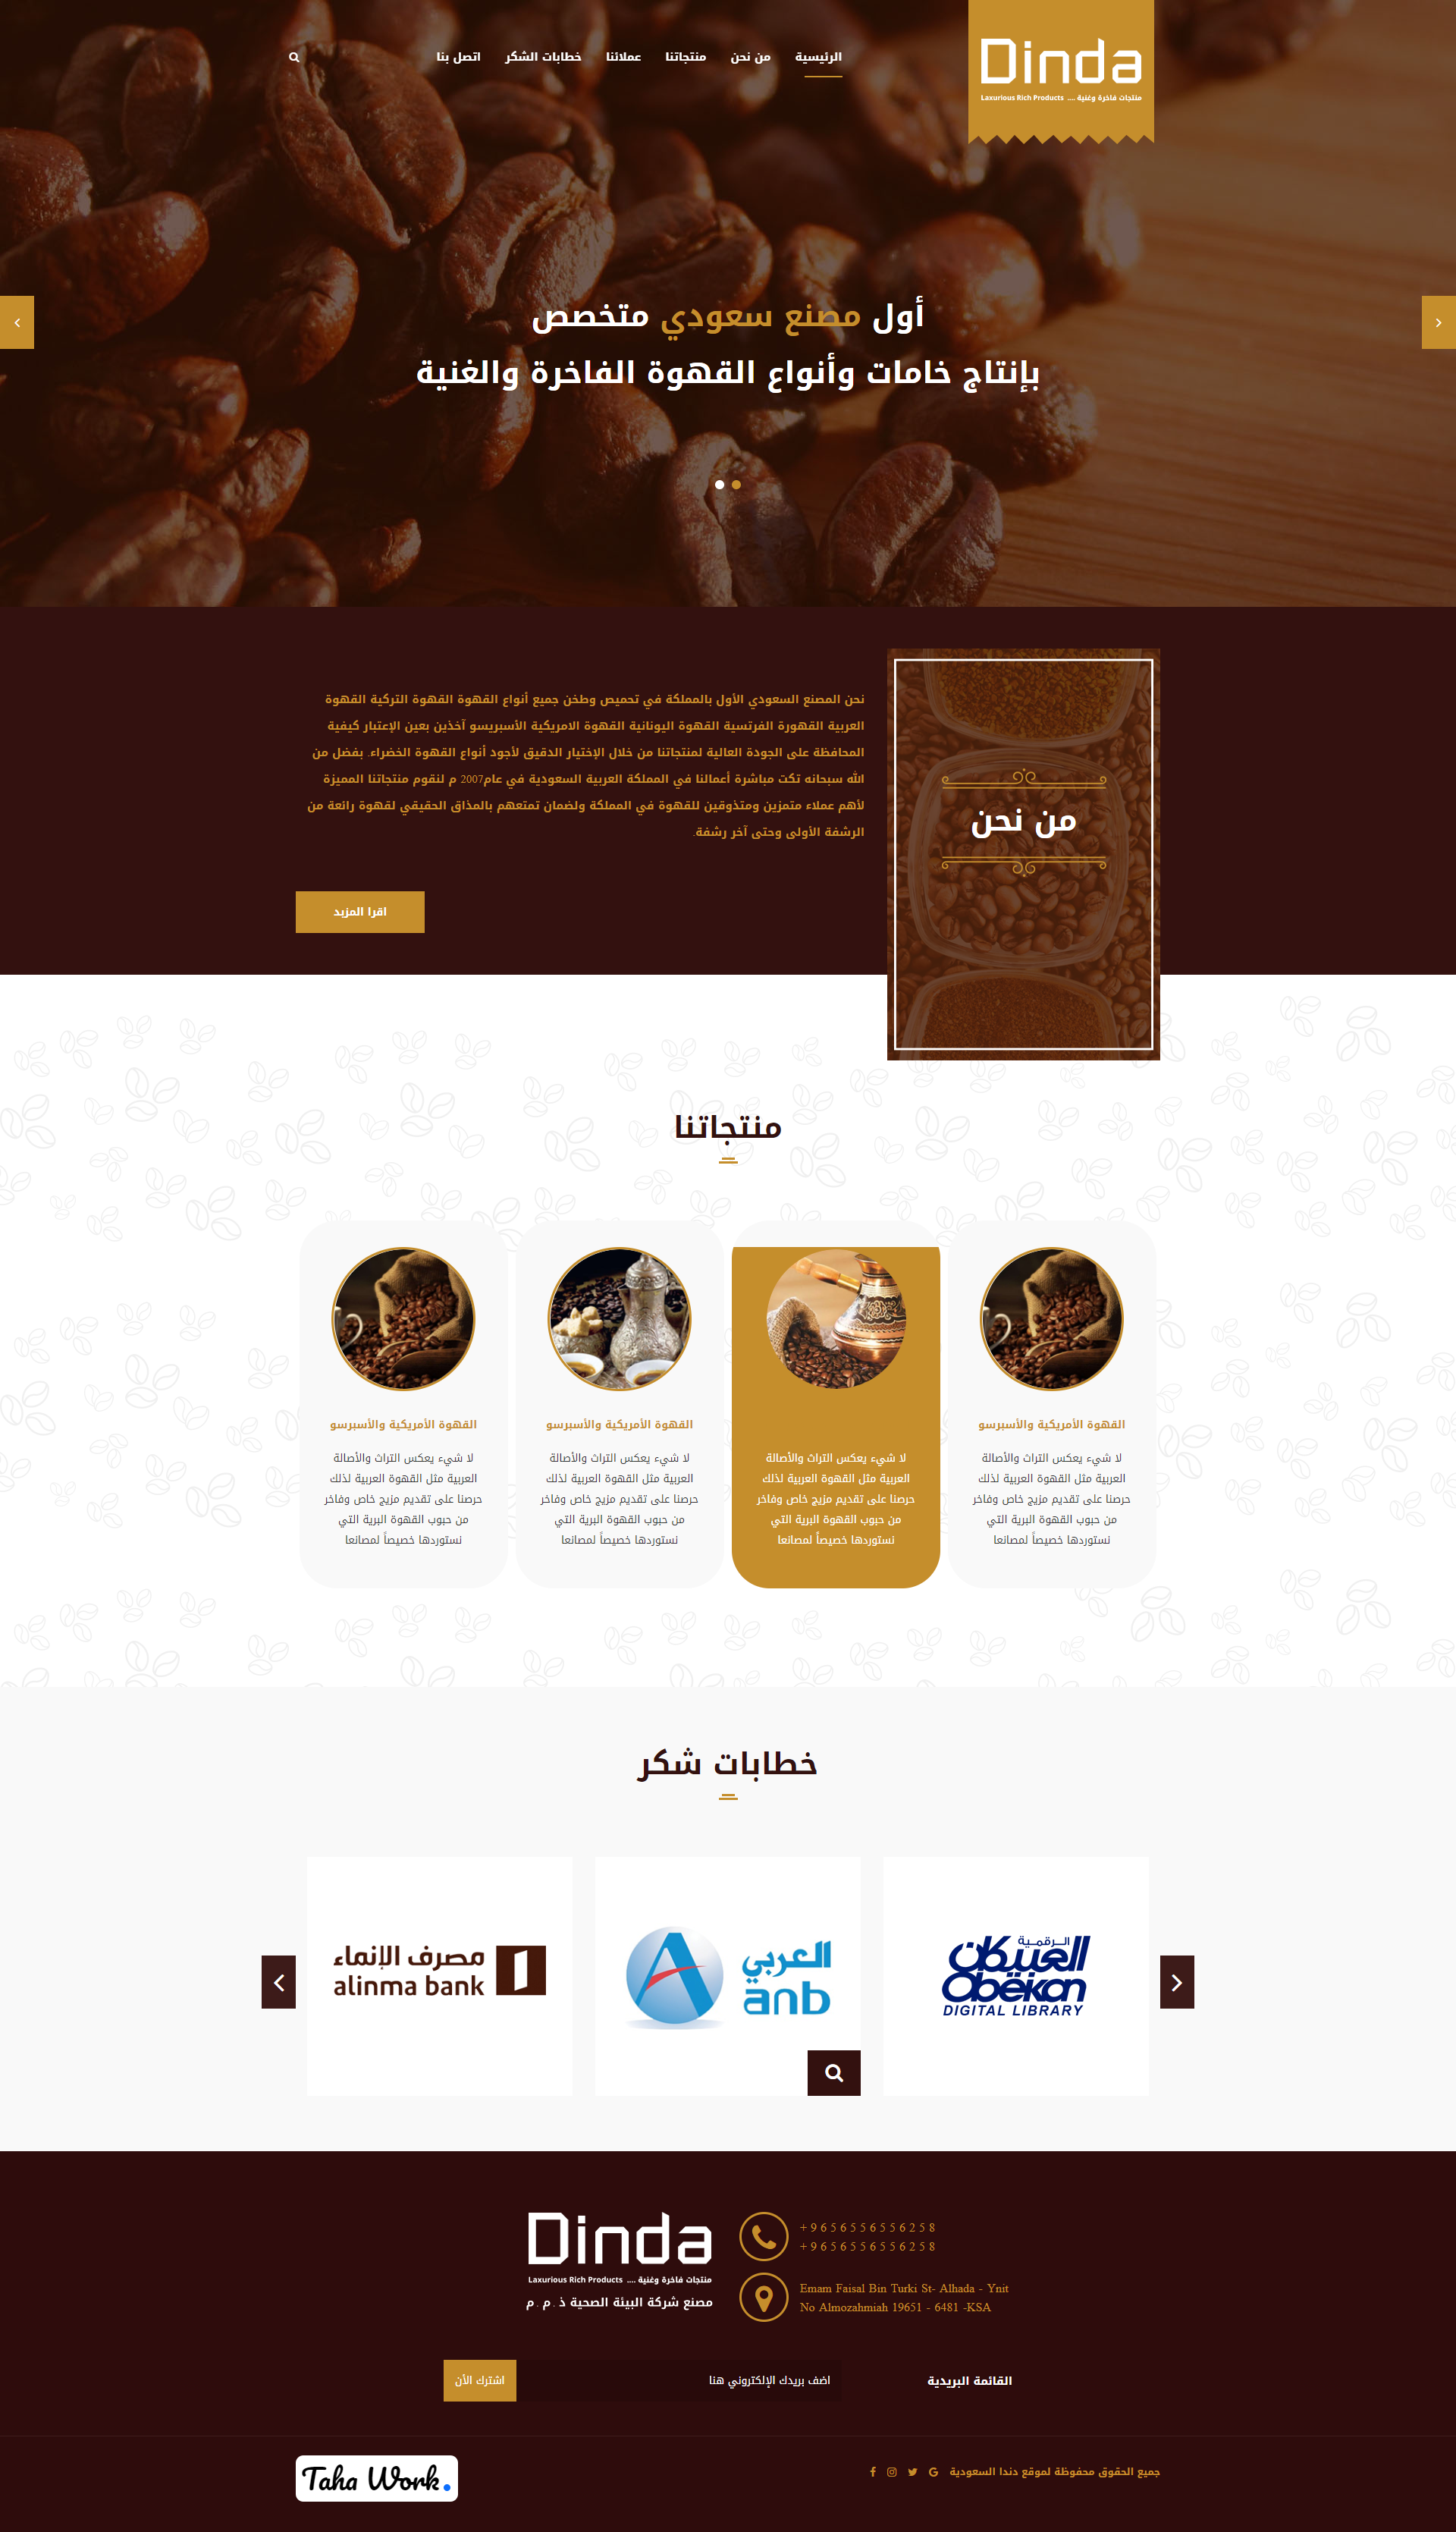 Dinda
منتجات فاخرة وغنية .... Laxurious Rich Products
الرئيسية من نحن منتجاتنا عملائنا خطابات الشكر اتصل بنا
أول مصنع سعودي متخصص
بإنتاج خامات وأنواع القهوة الفاخرة والغنية
من نحن
نحن المصنع السعودي الأول بالمملكة في تحميص وطخن جميع أنواع القهوة القهوة التركية القهوة
العربية القهورة الفرتسية القهوة اليونانية القهوة الامريكية الأسبريسو آخذين بعين الإعتبار كيفية
المحافظة على الجودة العالية لمنتجاتنا من خلال الإختيار الدقيق لأجود أنواع القهوة الخضراء. بفضل من
الله سبحانه تكت مباشرة أعمالنا في المملكة العربية السعودية في عام2007 م لنقوم منتجاتنا المميزة
لأهم عملاء متمزين ومتذوقين للقهوة في المملكة ولضمان تمتعهم بالمذاق الحقيقي لقهوة رائعة من
الرشفة الأولى وحتى آخر رشفة.
اقرا المزيد
منتجاتنا
القهوة الأمريكية والأسبرسو
لا شيء يعكس التراث والأصالة
العربية مثل القهوة العربية لذلك
حرصنا على تقديم مزيج خاص وفاخر
من حبوب القهوة البرية التي
نستوردها خصيصاً لمصانعا
لا شيء يعكس التراث والأصالة
العربية مثل القهوة العربية لذلك
حرصنا على تقديم مزيج خاص وفاخر
من حبوب القهوة البرية التي
نستوردها خصيصاً لمصانعا
القهوة الأمريكية والأسبرسو
لا شيء يعكس التراث والأصالة
العربية مثل القهوة العربية لذلك
حرصنا على تقديم مزيج خاص وفاخر
من حبوب القهوة البرية التي
نستوردها خصيصاً لمصانعا
القهوة الأمريكية والأسبرسو
لا شيء يعكس التراث والأصالة
العربية مثل القهوة العربية لذلك
حرصنا على تقديم مزيج خاص وفاخر
من حبوب القهوة البرية التي
نستوردها خصيصاً لمصانعا
خطابات شكر
الرقمية
العبيكان
Obëkan
DIGITAL LIBRARY
العربي
anb
مصرف الإنماء
alinma bank
+9656556556258
+9656556556258
Emam Faisal Bin Turki St- Alhada - Ynit
No Almozahmiah 19651 - 6481 -KSA
Dinda
منتجات فاخرة وغنية .... Laxurious Rich Products
مصنع شركة البيئة الصحية ذ . م . م
القائمة البريدية
اضف بريدك الإلكتروني هنا
اشترك الأن
جميع الحقوق محفوظة لموقع دندا السعودية
Taha Work.